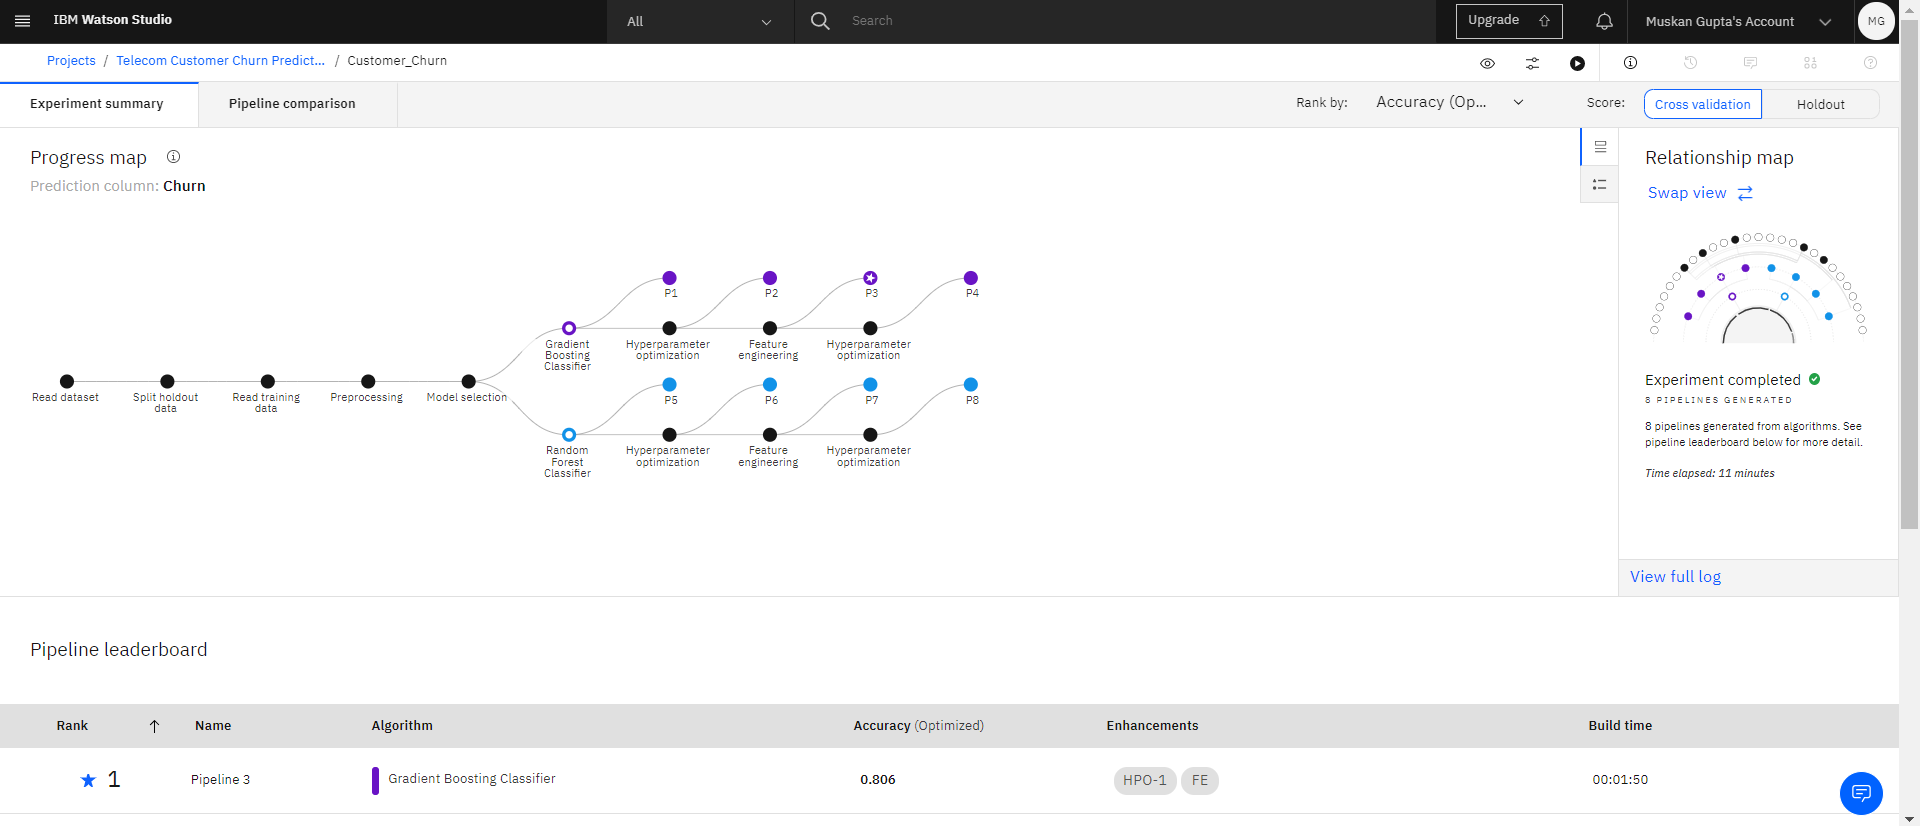 IBM Watson Studio
All
Search
Upgrade
Muskan Gupta's Account
MG
Projects / Telecom Customer Churn Predict... / Customer_Churn
Experiment summary
Pipeline comparison
Rank by:
Accuracy (Op...
Score:
Cross validation
Holdout
Progress map
Prediction column: Churn
P1
P2
P3
P4
Gradient
Boosting
Classifier
Hyperparameter
optimization
Feature
engineering
Hyperparameter
optimization
Read dataset
Split holdout
data
Read training
data
Preprocessing
Model selection
P5
P6
P7
P8
Random
Forest
Classifier
Hyperparameter
optimization
Feature
engineering
Hyperparameter
optimization
Relationship map
Swap view
Experiment completed
8 PIPELINES GENERATED
8 pipelines generated from algorithms. See
pipeline leaderboard below for more detail.
Time elapsed: 11 minutes
View full log
Pipeline leaderboard
Rank
Name
Algorithm
Accuracy (Optimized)
Enhancements
Build time
1
Pipeline 3
Gradient Boosting Classifier
0.806
HPO-1
FE
00:01:50